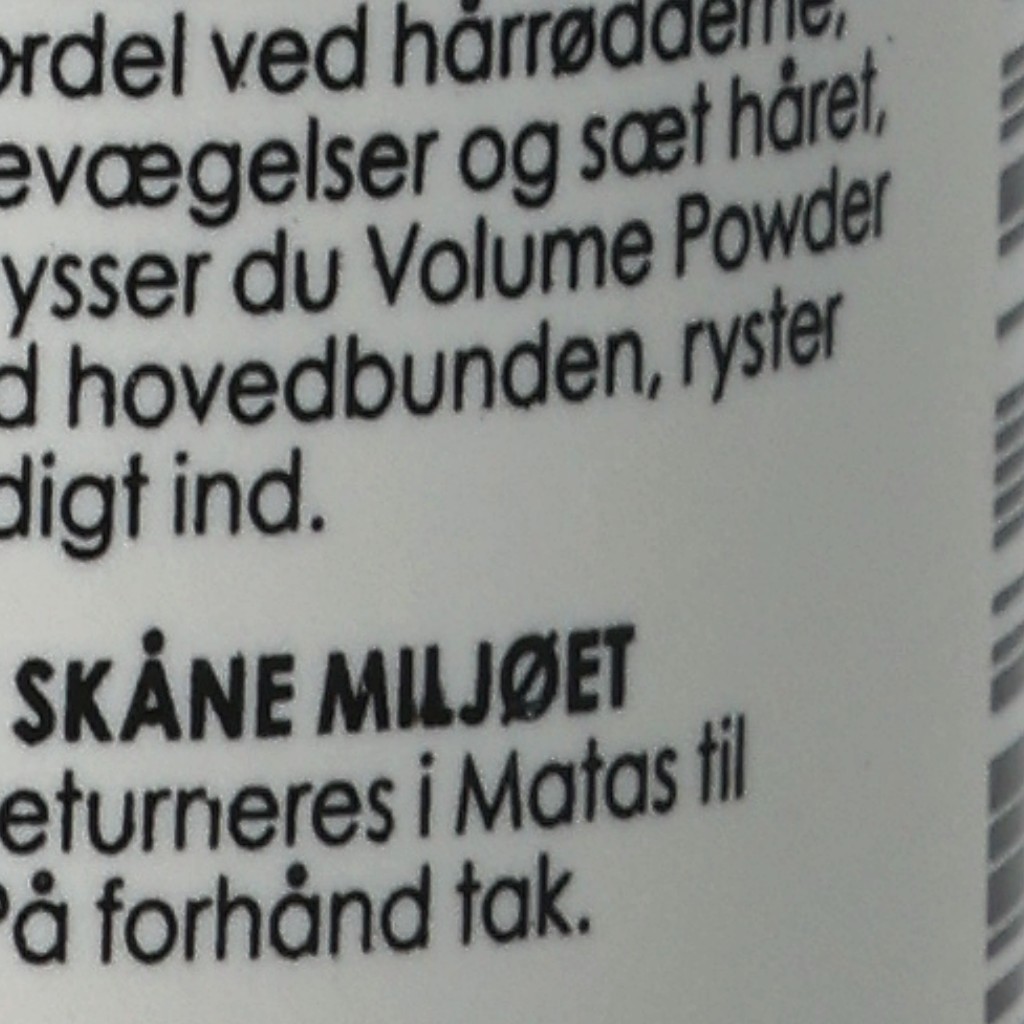 ordel ved hårrødderne,
evægelser og sæt håret,
ysser du Volume Powder
d hovedbunden, ryster
digt ind.
SKÅNE MILJØET
eturneres i Matas til
På forhånd tak.